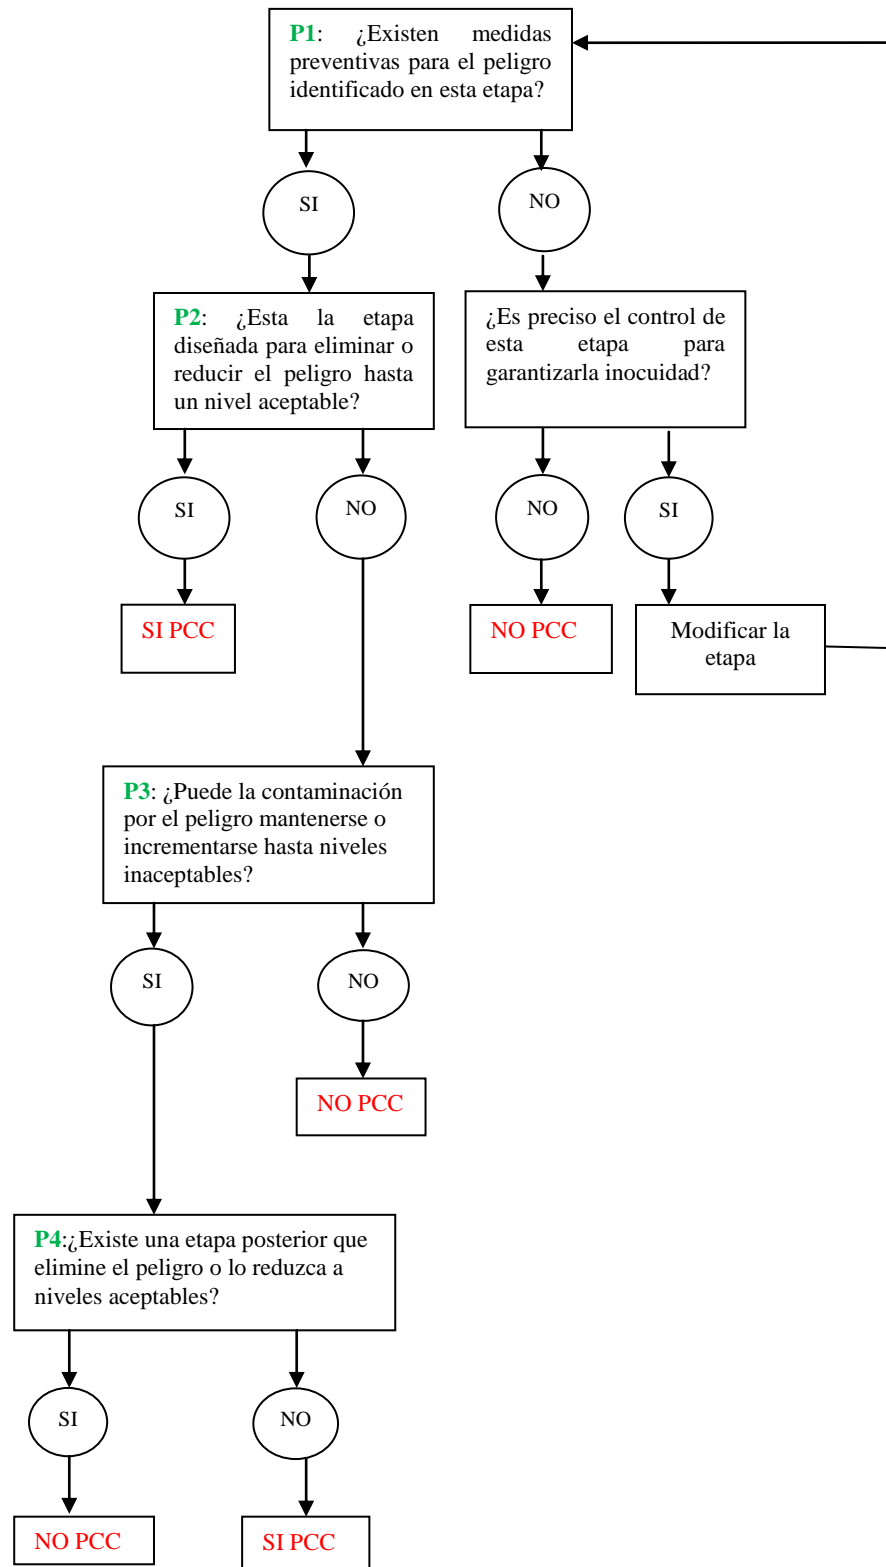 P1: ¿Existen medidas
preventivas para el peligro
identificado en esta etapa?
SI
NO
P2: ¿Esta la etapa
diseñada para eliminar o
reducir el peligro hasta
un nivel aceptable?
¿Es preciso el control de
esta etapa para
garantizarla inocuidad?
SI
NO
NO
SI
SI PCC
NO PCC
Modificar la
etapa
P3: ¿Puede la contaminación
por el peligro mantenerse o
incrementarse hasta niveles
inaceptables?
SI
NO
NO PCC
P4:¿Existe una etapa posterior que
elimine el peligro o lo reduzca a
niveles aceptables?
SI
NO
NO PCC
SI PCC